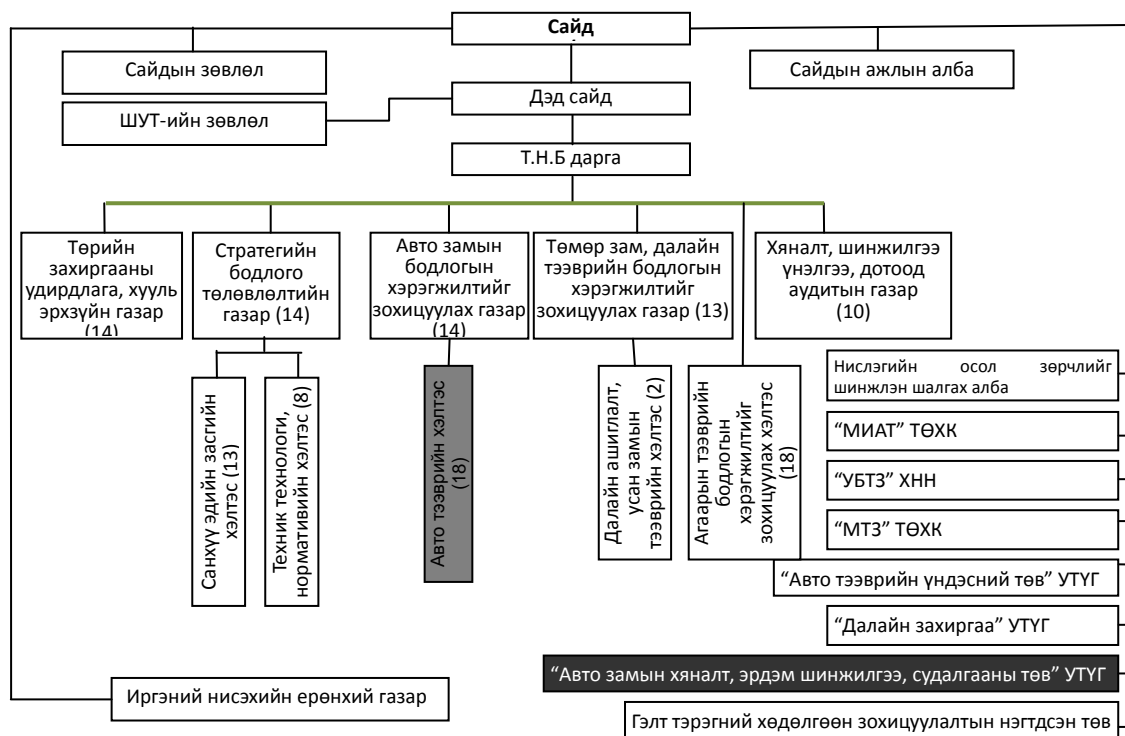 Сайд
Сайдын зөвлөл
Сайдын ажлын алба
Дэд сайд
ШУТ-ийн зөвлөл
Т.Н.Б дарга
Төрийн
захиргааны
удирдлага, хууль
эрхзүйн газар
(14)
Стратегийн
бодлого
төлөвлөлтийн
газар (14)
Авто замын
бодлогын
хэрэгжилтийг
зохицуулах газар
(14)
Төмөр зам, далайн
тээврийн бодлогын
хэрэгжилтийг
зохицуулах газар (13)
Хяналт, шинжилгээ
үнэлгээ, дотоод
аудитын газар
(10)
Санхүү эдийн засгийн
хэлтэс
(13)
Техник технологи,
нормативийн хэлтэс (8)
Авто тээврийн хэлтэс
(18)
Далайн ашиглалт,
усан замын
тээврийн хэлтэс (2)
Агаарын тээврийн
бодлогын
хэрэгжилтийг
зохицуулах хэлтэс
(18)
Нислэгийн осол зөрчлийг
шинжлэн шалгах алба
“МИАТ” ТӨХК
“УБТЗ” ХНН
“МТЗ” ТӨХК
“Авто тээврийн үндэсний төв” УТҮГ
“Далайн захиргаа” УТҮГ
“Авто замын хяналт, эрдэм шинжилгээ, судалгааны төв” УТҮГ
Иргэний нисэхийн ерөнхий газар
Гэлт тэрэгний хөдөлгөөн зохицуулалтын нэгтдсэн төв